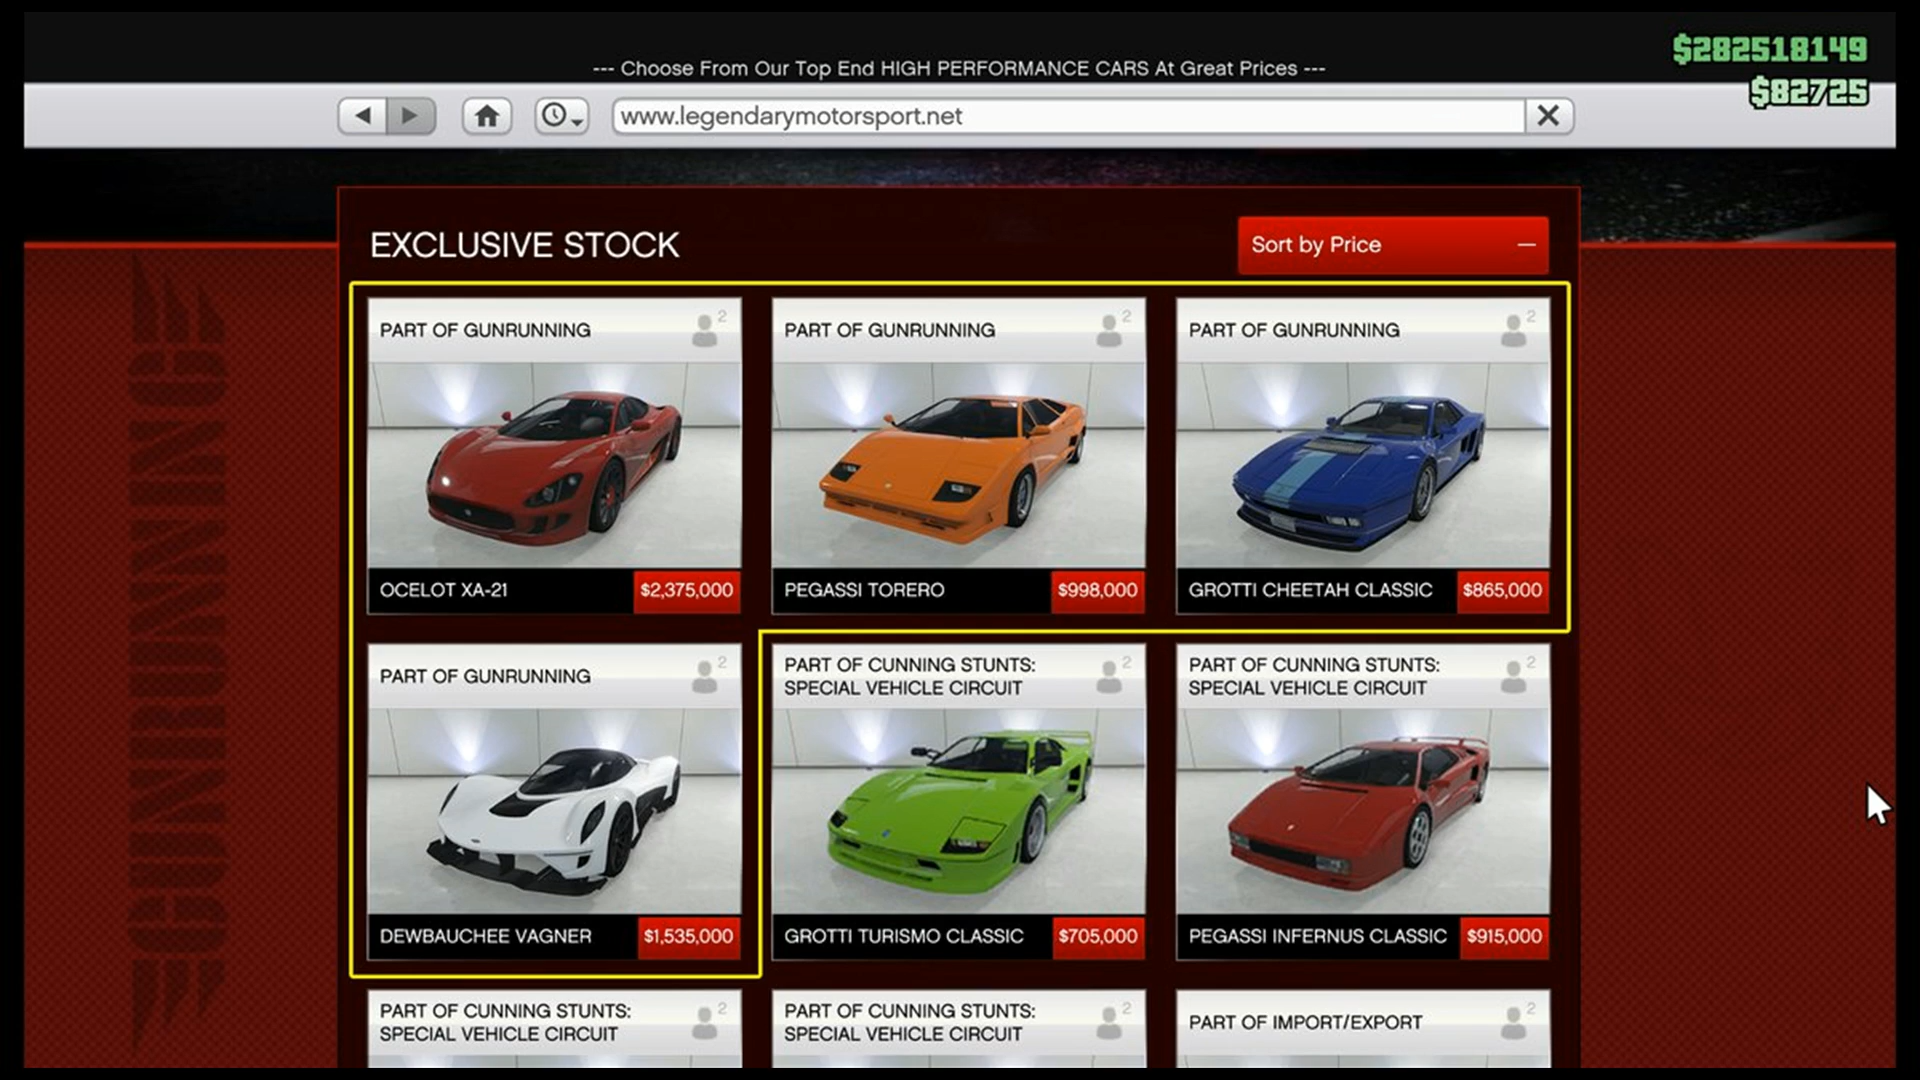 --- Choose From Our Top End HIGH PERFORMANCE CARS At Great Prices ---
$282518149
$82725
www.legendarymotorsport.net
EXCLUSIVE STOCK
Sort by Price
PART OF GUNRUNNING
2
PART OF GUNRUNNING
2
PART OF GUNRUNNING
2
OCELOT XA-21
$2,375,000
PEGASSI TORERO
$998,000
GROTTI CHEETAH CLASSIC
$865,000
PART OF GUNRUNNING
2
PART OF CUNNING STUNTS:
SPECIAL VEHICLE CIRCUIT
2
PART OF CUNNING STUNTS:
SPECIAL VEHICLE CIRCUIT
2
DEWBAUCHEE VAGNER
$1,535,000
GROTTI TURISMO CLASSIC
$705,000
PEGASSI INFERNUS CLASSIC
$915,000
PART OF CUNNING STUNTS:
SPECIAL VEHICLE CIRCUIT
2
PART OF CUNNING STUNTS:
SPECIAL VEHICLE CIRCUIT
2
PART OF IMPORT/EXPORT
2
GUNRUNNING